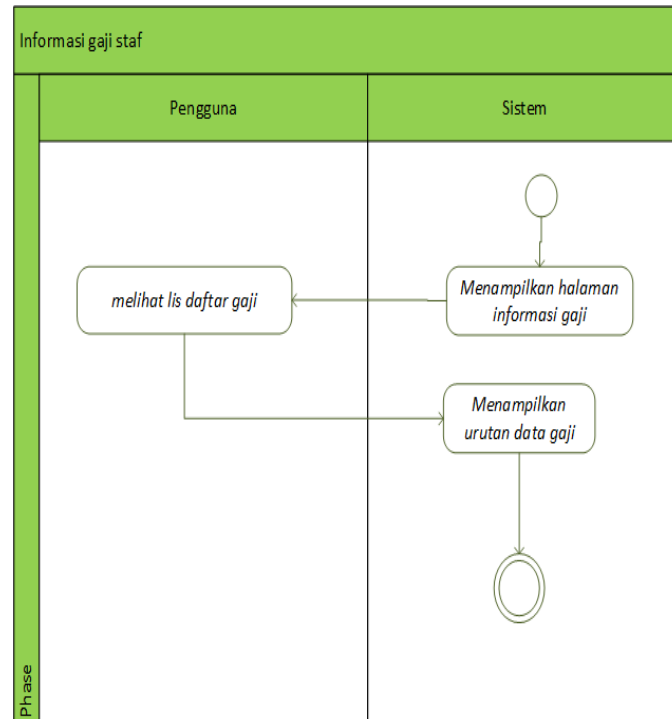 Informasi gaji staf
Pengguna
Sistem
Menampilkan halaman
informasi gaji
melihat lis daftar gaji
Menampilkan
urutan data gaji
Phase